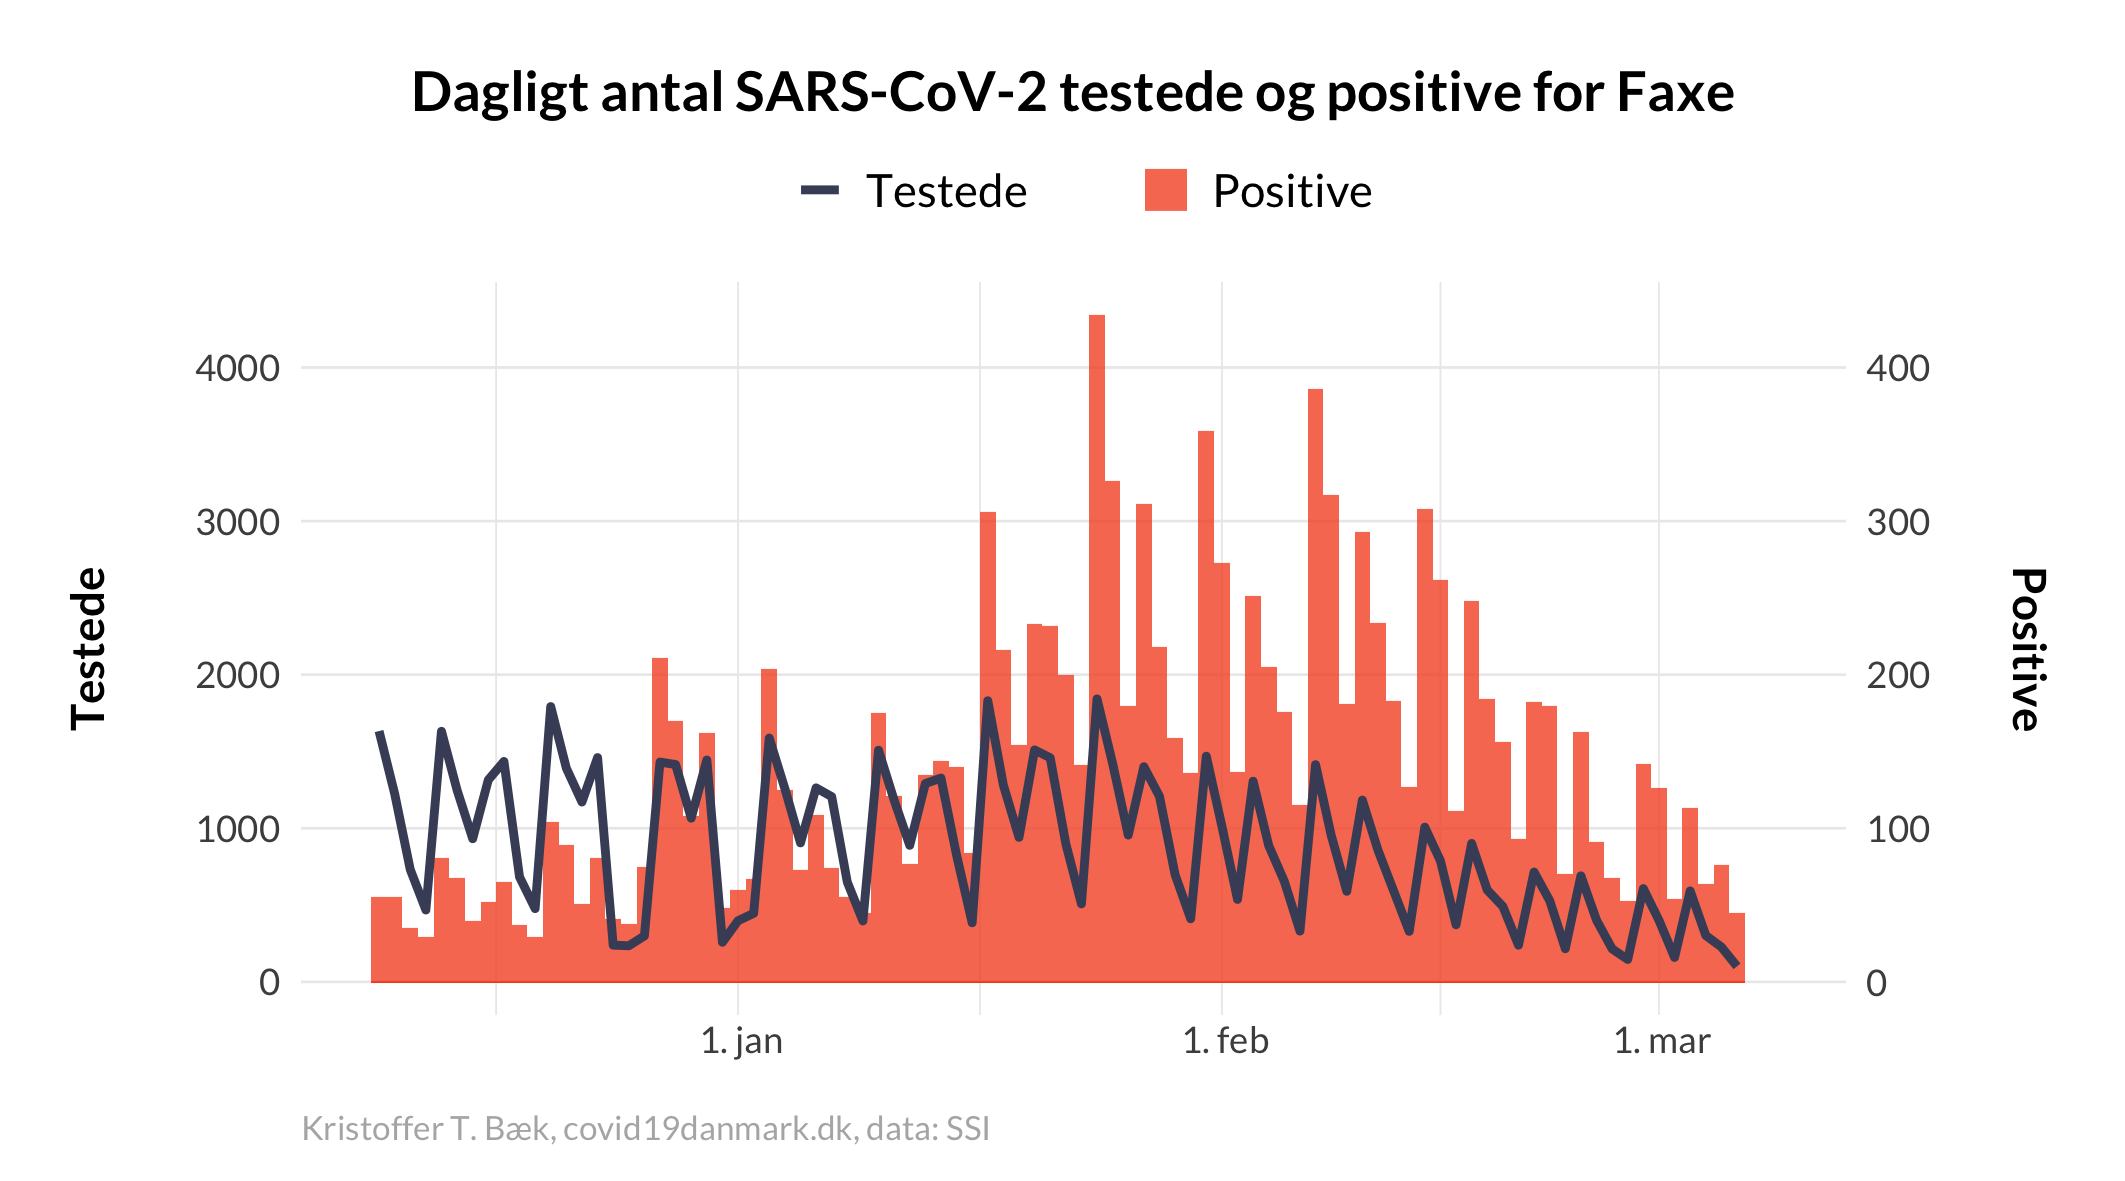 Dagligt antal SARS-CoV-2 testede og positive for Faxe
Testede
Positive
4000
3000
2000
1000
0
Testede
400
300
200
100
0
Positive
1. jan
1. feb
1. mar
Kristoffer T. Bæk, covid19danmark.dk, data: SSI